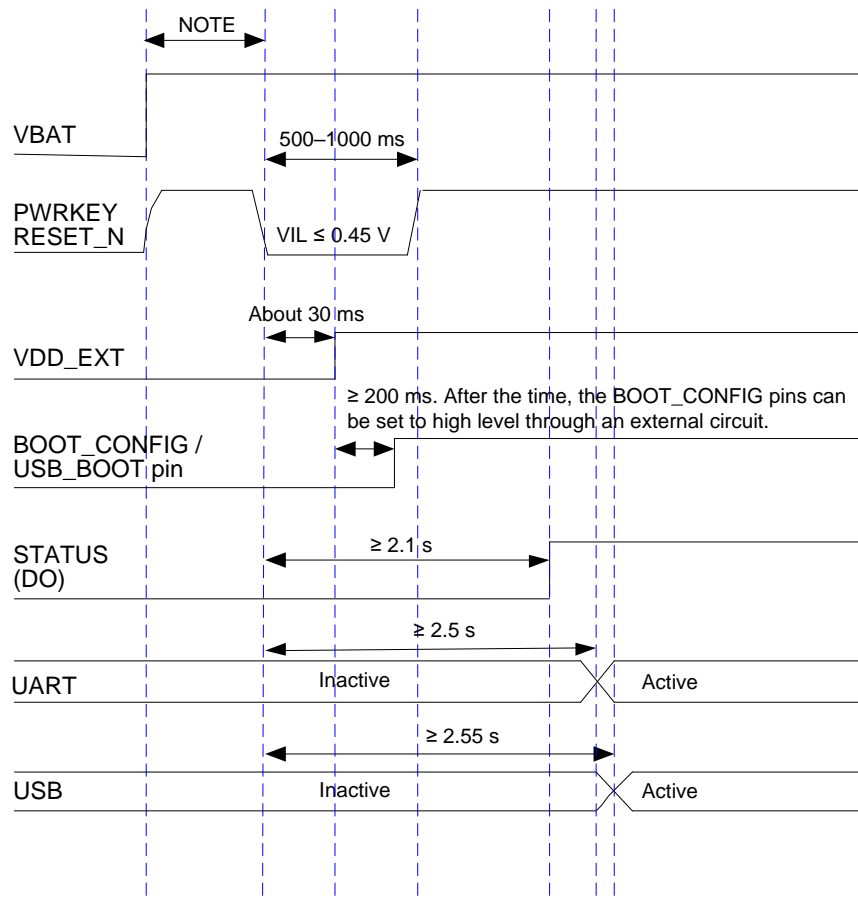 NOTE
VBAT
500–1000 ms
PWRKEY
RESET_N
VIL ≤ 0.45 V
About 30 ms
VDD_EXT
≥ 200 ms. After the time, the BOOT_CONFIG pins can
be set to high level through an external circuit.
BOOT_CONFIG /
USB_BOOT pin
STATUS
(DO)
≥ 2.1 s
≥ 2.5 s
UART
Inactive
Active
≥ 2.55 s
USB
Inactive
Active